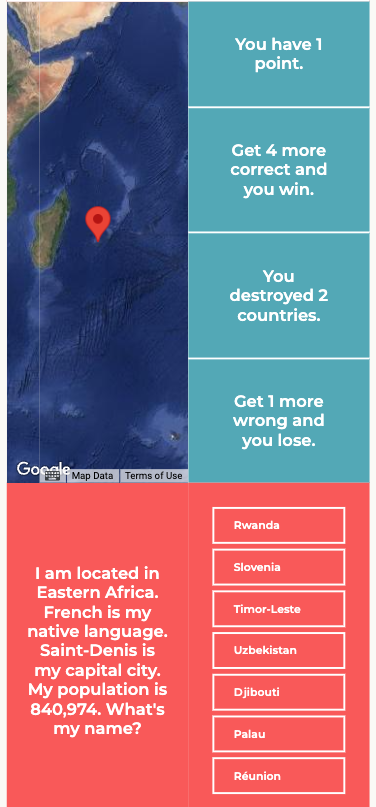 You have 1
point.
Get 4 more
correct and
you win.
You
destroyed 2
countries.
Get 1 more
wrong and
you lose.
Google
Map Data
Terms of Use
I am located in
Eastern Africa.
French is my
native language.
Saint-Denis is
my capital city.
My population is
840,974. What's
my name?
Rwanda
Slovenia
Timor-Leste
Uzbekistan
Djibouti
Palau
Réunion